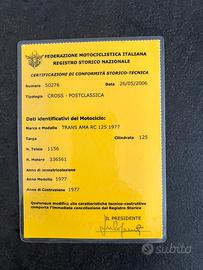 FEDERAZIONE MOTOCICLISTICA ITALIANA
REGISTRO STORICO NAZIONALE
CERTIFICAZIONE DI CONFORMITÀ STORICO-TECNICA
Numero 50276 Data 26/05/2006
Tipologia CROSS - POSTCLASSICA
Dati identificativi del Motociclo:
Marca e Modello TRANS AMA RC 125 1977
Targa Cilindrata 125
N. Telaio 1156
N. Motore 336561
Anno di immatricolazione
Anno Modello 1977
Anno di Costruzione 1977
Qualunque modifica alle caratteristiche tecnico-costruttive
comporta l'immediata cancellazione dal Registro Storico
IL PRESIDENTE
subito